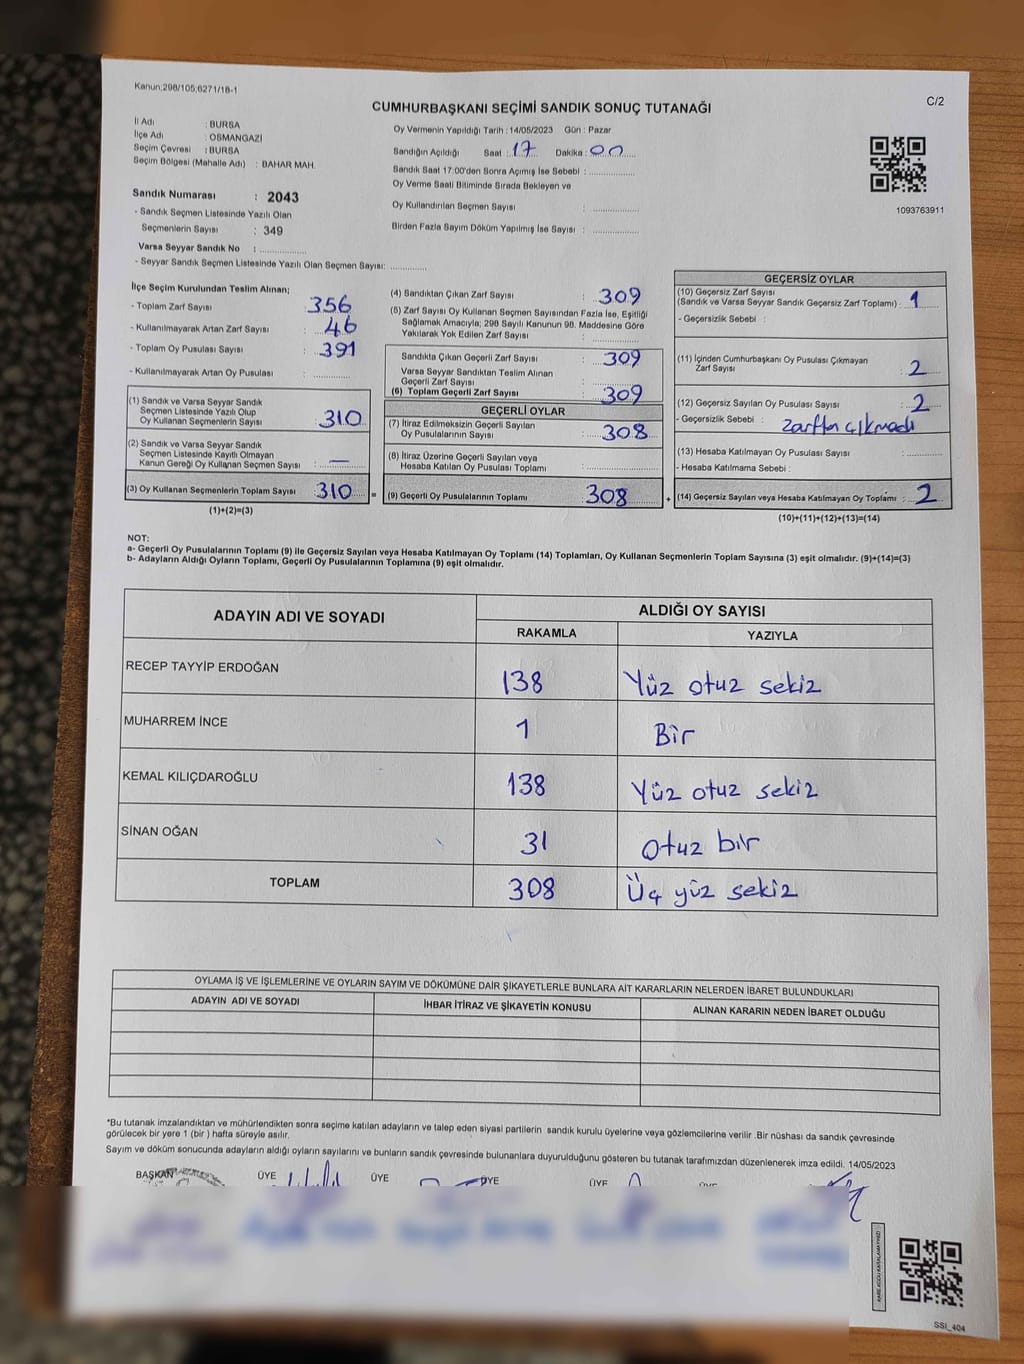 Kanun;298/105;6271/18-1
C/2
CUMHURBAŞKANI SEÇİMİ SANDIK SONUÇ TUTANAĞI
İl Adı : BURSA
İlçe Adı : OSMANGAZİ
Seçim Çevresi : BURSA
Seçim Bölgesi (Mahalle Adı) : BAHAR MAH.
Oy Vermenin Yapıldığı Tarih : 14/05/2023 Gün : Pazar
Sandığın Açıldığı Saat : 17 Dakika : 00
Sandık Saat 17:00'den Sonra Açımış İse Sebebi : ..................
Oy Verme Saati Bitiminde Sırada Bekleyen ve
Oy Kullandırılan Seçmen Sayısı : ..................
Birden Fazla Sayım Döküm Yapılmış İse Sayısı : ..................
1093763911
Sandık Numarası : 2043
- Sandık Seçmen Listesinde Yazılı Olan
Seçmenlerin Sayısı : 349
Varsa Seyyar Sandık No : ..................
- Seyyar Sandık Seçmen Listesinde Yazılı Olan Seçmen Sayısı: ..............
İlçe Seçim Kurulundan Teslim Alınan;
- Toplam Zarf Sayısı : 356
- Kullanılmayarak Artan Zarf Sayısı : 46
- Toplam Oy Pusulası Sayısı : 391
- Kullanılmayarak Artan Oy Pusulası : ..............
(1) Sandık ve Varsa Seyyar Sandık
Seçmen Listesinde Yazılı Olup
Oy Kullanan Seçmenlerin Sayısı : 310
(2) Sandık ve Varsa Seyyar Sandık
Seçmen Listesinde Kayıtlı Olmayan
Kanun Gereği Oy Kullanan Seçmen Sayısı : —
(3) Oy Kullanan Seçmenlerin Toplam Sayısı : 310 =
(1)+(2)=(3)
(4) Sandıktan Çıkan Zarf Sayısı : 309
(5) Zarf Sayısı Oy Kullanan Seçmen Sayısından Fazla İse, Eşitliği
Sağlamak Amacıyla; 298 Sayılı Kanunun 98. Maddesine Göre
Yakılarak Yok Edilen Zarf Sayısı : ..................
Sandıkta Çıkan Geçerli Zarf Sayısı : 309
Varsa Seyyar Sandıktan Teslim Alınan
Geçerli Zarf Sayısı : ..................
(6) Toplam Geçerli Zarf Sayısı : 309
GEÇERLİ OYLAR
(7) İtiraz Edilmeksizin Geçerli Sayılan
Oy Pusulalarının Sayısı : 308
(8) İtiraz Üzerine Geçerli Sayılan veya
Hesaba Katılan Oy Pusulası Toplamı : ..................
(9) Geçerli Oy Pusulalarının Toplamı : 308 +
GEÇERSİZ OYLAR
(10) Geçersiz Zarf Sayısı
(Sandık ve Varsa Seyyar Sandık Geçersiz Zarf Toplamı) : 1
- Geçersizlik Sebebi :
(11) İçinden Cumhurbaşkanı Oy Pusulası Çıkmayan
Zarf Sayısı : 2
(12) Geçersiz Sayılan Oy Pusulası Sayısı : 2
- Geçersizlik Sebebi : Zarftan çıkmadı
(13) Hesaba Katılmayan Oy Pusulası Sayısı : ..............
- Hesaba Katılmama Sebebi :
(14) Geçersiz Sayılan veya Hesaba Katılmayan Oy Toplamı : 2
(10)+(11)+(12)+(13)=(14)
NOT:
a- Geçerli Oy Pusulalarının Toplamı (9) ile Geçersiz Sayılan veya Hesaba Katılmayan Oy Toplamı (14) Toplamları, Oy Kullanan Seçmenlerin Toplam Sayısına (3) eşit olmalıdır. (9)+(14)=(3)
b- Adayların Aldığı Oyların Toplamı, Geçerli Oy Pusulalarının Toplamına (9) eşit olmalıdır.
ADAYIN ADI VE SOYADI
ALDIĞI OY SAYISI
RAKAMLA YAZIYLA
RECEP TAYYİP ERDOĞAN 138 Yüz otuz sekiz
MUHARREM İNCE 1 Bir
KEMAL KILIÇDAROĞLU 138 Yüz otuz sekiz
SİNAN OĞAN 31 Otuz bir
TOPLAM 308 Üç yüz sekiz
OYLAMA İŞ VE İŞLEMLERİNE VE OYLARIN SAYIM VE DÖKÜMÜNE DAİR ŞİKAYETLERLE BUNLARA AİT KARARLARIN NELERDEN İBARET BULUNDUKLARI
ADAYIN ADI VE SOYADI İHBAR İTİRAZ VE ŞİKAYETİN KONUSU ALINAN KARARIN NEDEN İBARET OLDUĞU
*Bu tutanak imzalandıktan ve mühürlendikten sonra seçime katılan adayların ve talep eden siyasi partilerin sandık kurulu üyelerine veya gözlemcilerine verilir .Bir nüshası da sandık çevresinde
görülecek bir yere 1 (bir ) hafta süreyle asılır.
Sayım ve döküm sonucunda adayların aldığı oyların sayılarını ve bunların sandık çevresinde bulunanlara duyurulduğunu gösteren bu tutanak tarafımızdan düzenlenerek imza edildi. 14/05/2023
BAŞKAN ÜYE ÜYE ÜYE ÜYE
SSI_404